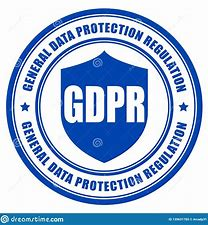 GENERAL DATA PROTECTION REGULATION
GDPR
GENERAL DATA PROTECTION REGULATION
dreamstime.com